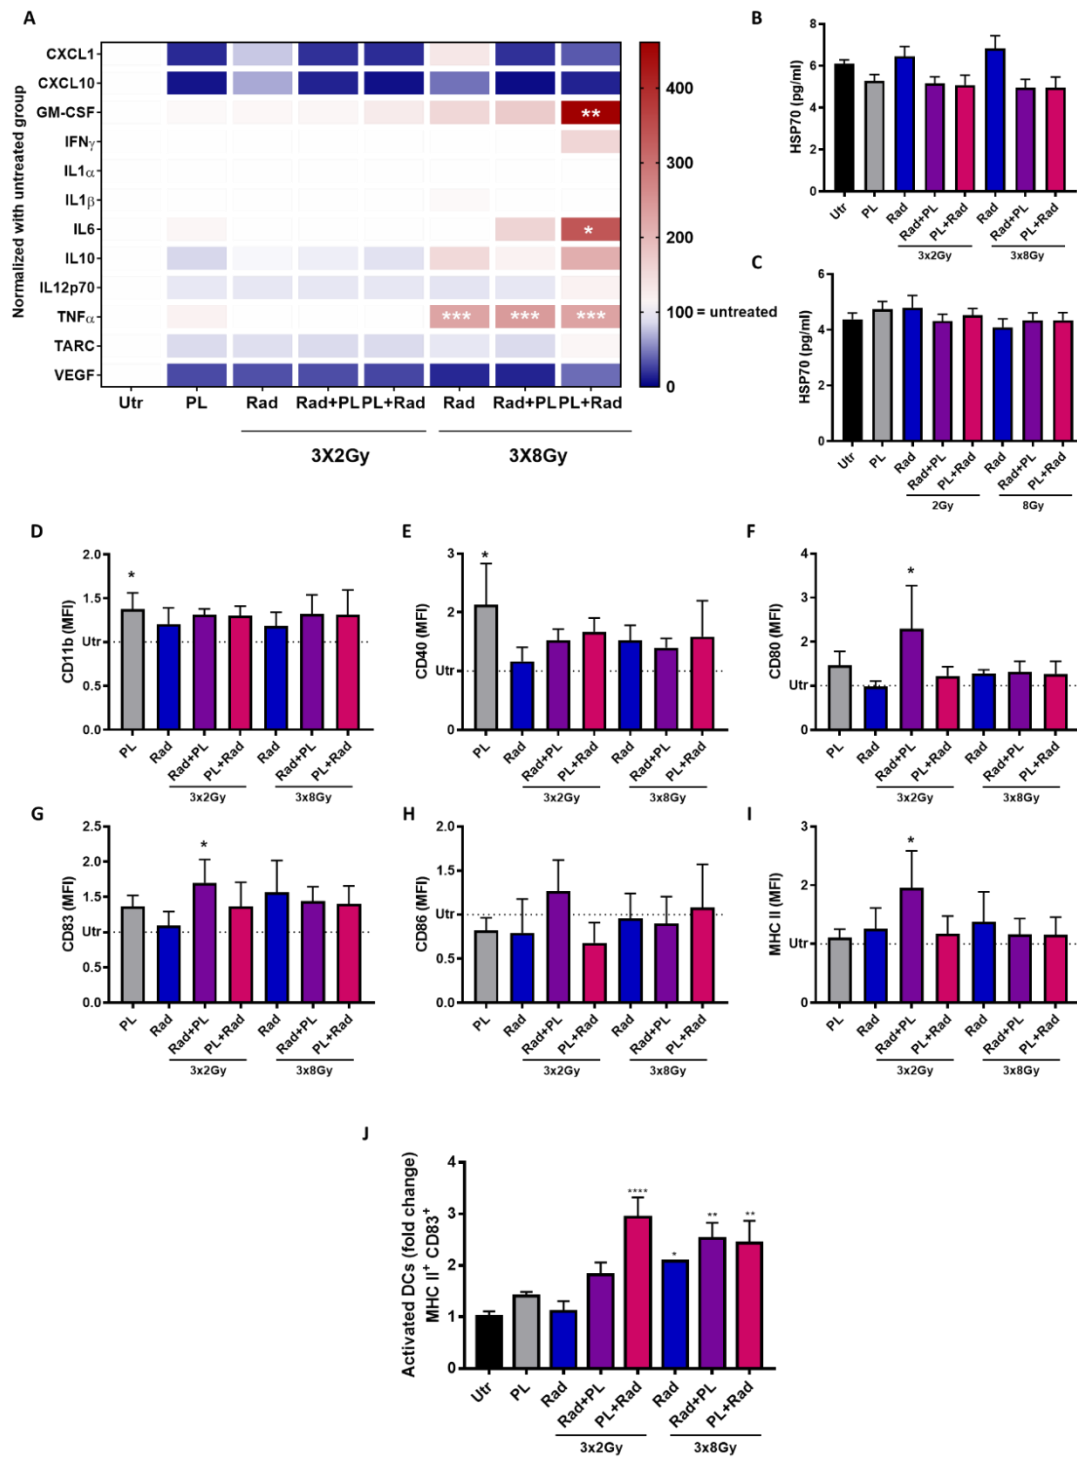 A
Normalized with untreated group
CXCL1
CXCL10
GM-CSF
**
IFNγ
IL1α
IL1β
IL6
*
IL10
IL12p70
TNFα
*** *** ***
TARC
VEGF
400
300
200
100 = untreated
0
Utr PL Rad Rad+PL PL+Rad Rad Rad+PL PL+Rad
3X2Gy 3X8Gy
B
HSP70 (pg/ml)
8
6
4
2
0
Utr PL Rad Rad+PL PL+Rad Rad Rad+PL PL+Rad
3x2Gy 3x8Gy
C
HSP70 (pg/ml)
6
4
2
0
Utr PL Rad Rad+PL PL+Rad Rad Rad+PL PL+Rad
2Gy 8Gy
D
CD11b (MFI)
2.0
1.5
Utr
0.5
0.0
*
PL Rad Rad+PL PL+Rad Rad Rad+PL PL+Rad
3x2Gy 3x8Gy
E
CD40 (MFI)
3
2
Utr
0
*
PL Rad Rad+PL PL+Rad Rad Rad+PL PL+Rad
3x2Gy 3x8Gy
F
CD80 (MFI)
4
3
2
Utr
0
*
PL Rad Rad+PL PL+Rad Rad Rad+PL PL+Rad
3x2Gy 3x8Gy
G
CD83 (MFI)
2.5
2.0
1.5
Utr
0.5
0.0
*
PL Rad Rad+PL PL+Rad Rad Rad+PL PL+Rad
3x2Gy 3x8Gy
H
CD86 (MFI)
2.0
1.5
Utr
0.5
0.0
PL Rad Rad+PL PL+Rad Rad Rad+PL PL+Rad
3x2Gy 3x8Gy
I
MHC II (MFI)
3
2
Utr
0
*
PL Rad Rad+PL PL+Rad Rad Rad+PL PL+Rad
3x2Gy 3x8Gy
J
Activated DCs (fold change)
MHC II⁺ CD83⁺
4
3
2
1
0
**** * ** **
Utr PL Rad Rad+PL PL+Rad Rad Rad+PL PL+Rad
3x2Gy 3x8Gy